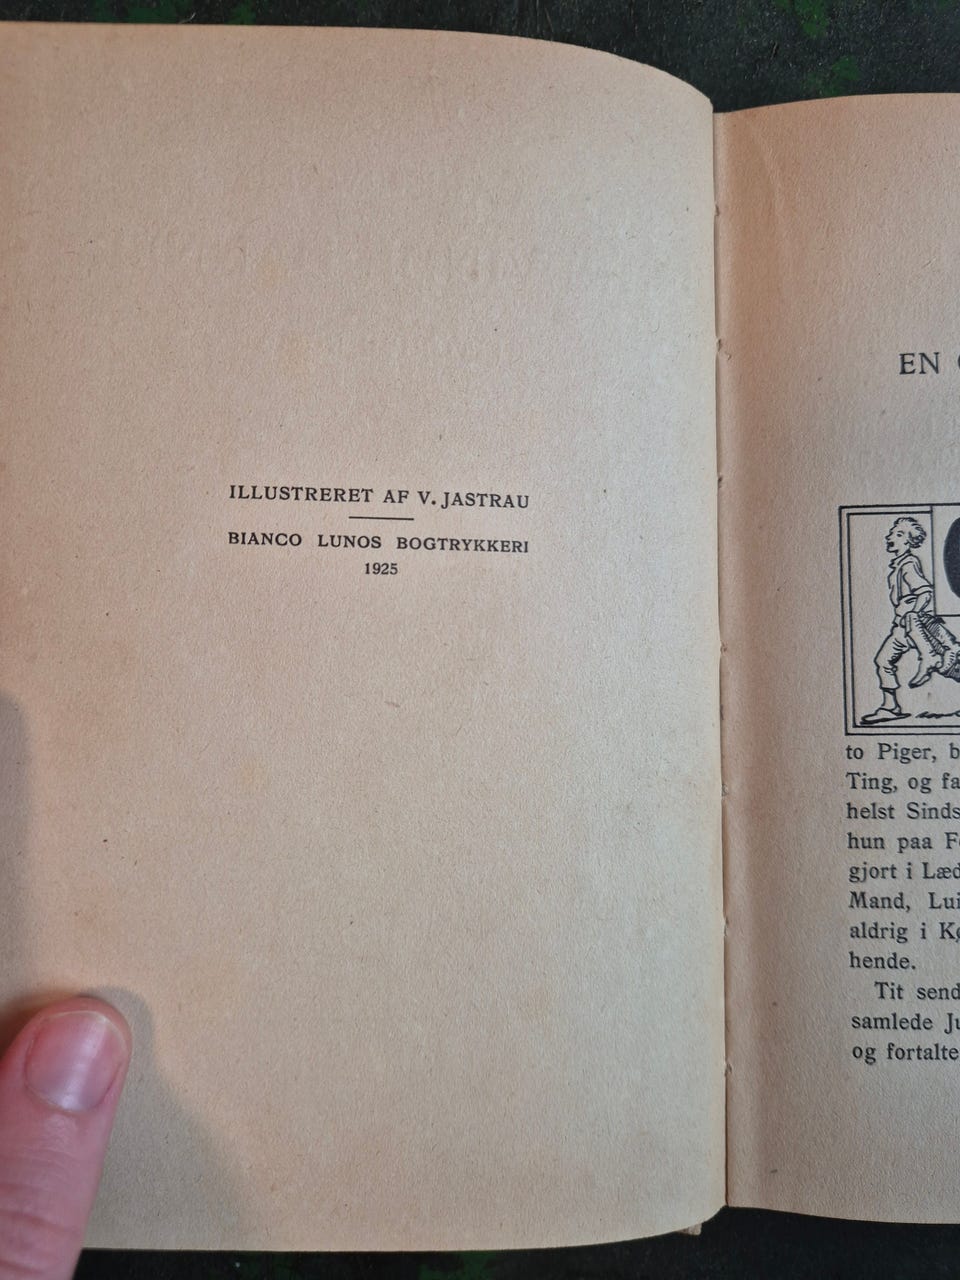 ILLUSTRERET AF V. JASTRAU
BIANCO LUNOS BOGTRYKKERI
1925
EN
to Piger,
Ting, og
helst
hun paa
gjort i
Mand,
aldrig i
hende.
Tit
samlede
og fortalte